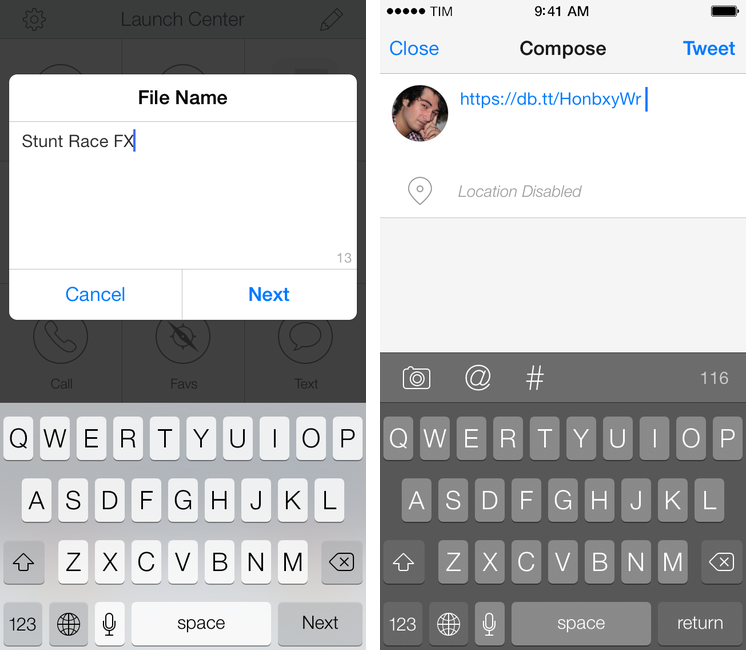 Launch Center
File Name
Stunt Race FX
13
Cancel Next
Call Favs Text
Q W E R T Y U I O P
A S D F G H J K L
Z X C V B N M
123 space Next
TIM 9:41 AM
Close Compose Tweet
https://db.tt/HonbxyWr
Location Disabled
@ # 116
Q W E R T Y U I O P
A S D F G H J K L
Z X C V B N M
123 space return